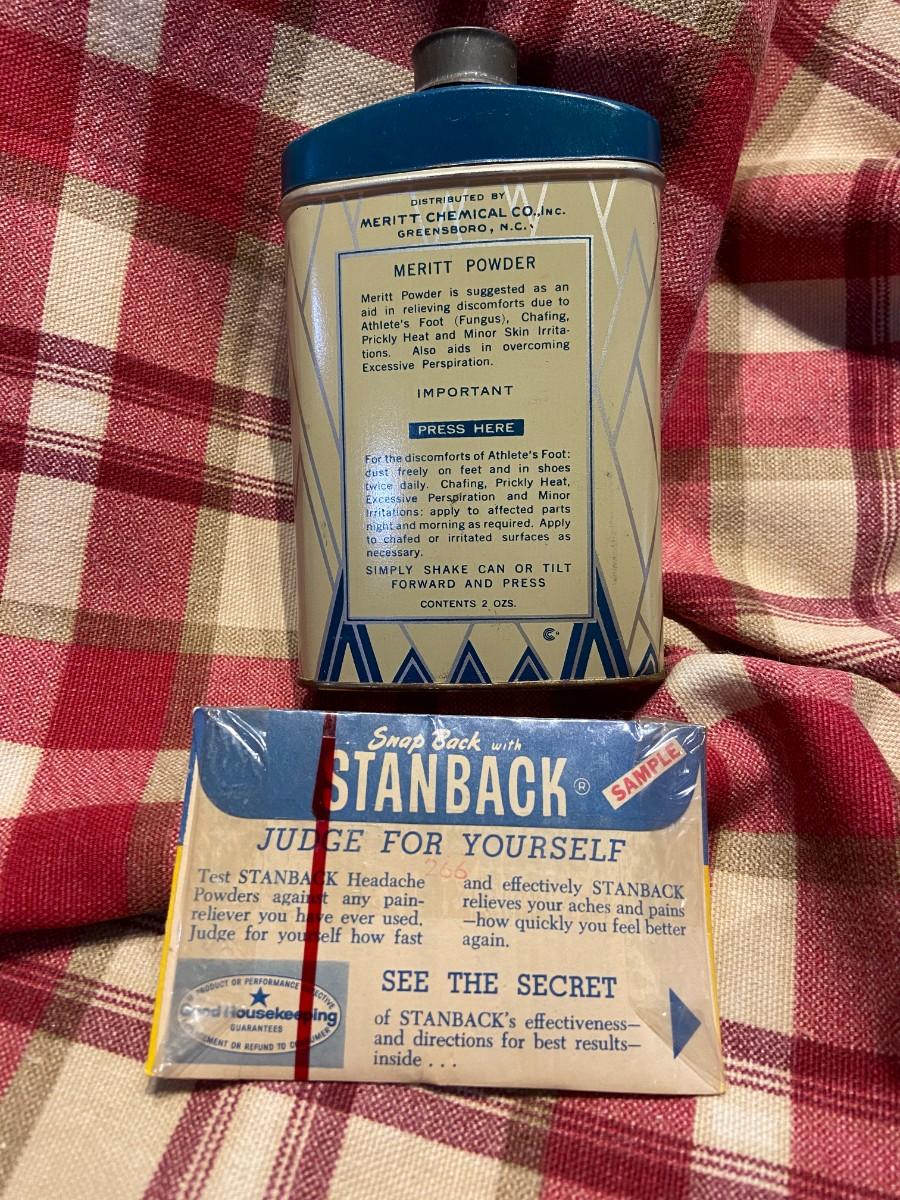 DISTRIBUTED BY
MERITT CHEMICAL CO., INC.
GREENSBORO, N.C.
MERITT POWDER
Meritt Powder is suggested as an
aid in relieving discomforts due to
Athlete's Foot (Fungus), Chafing,
Prickly Heat and Minor Skin Irrita-
tions. Also aids in overcoming
Excessive Perspiration.
IMPORTANT
PRESS HERE
For the discomforts of Athlete's Foot:
dust freely on feet and in shoes
twice daily. Chafing, Prickly Heat,
Excessive Perspiration and Minor
Irritations: apply to affected parts
night and morning as required. Apply
to chafed or irritated surfaces as
necessary.
SIMPLY SHAKE CAN OR TILT
FORWARD AND PRESS
CONTENTS 2 OZS.
Snap Back with
STANBACK ®
SAMPLE
JUDGE FOR YOURSELF
266
Test STANBACK Headache
Powders against any pain-
reliever you have ever used.
Judge for yourself how fast
and effectively STANBACK
relieves your aches and pains
—how quickly you feel better
again.
PRODUCT OR PERFORMANCE
Good Housekeeping
GUARANTEES
OR REFUND TO CONSUMER
SEE THE SECRET
of STANBACK's effectiveness—
and directions for best results—
inside . . .